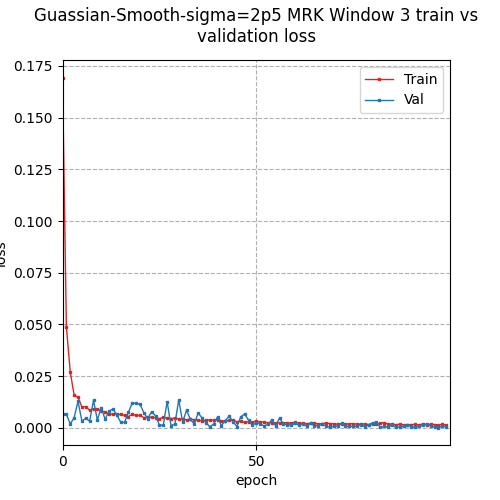 Guassian-Smooth-sigma=2p5 MRK Window 3 train vs
validation loss
0.175
0.150
0.125
0.100
0.075
0.050
0.025
0.000
loss
Train
Val
0
50
epoch